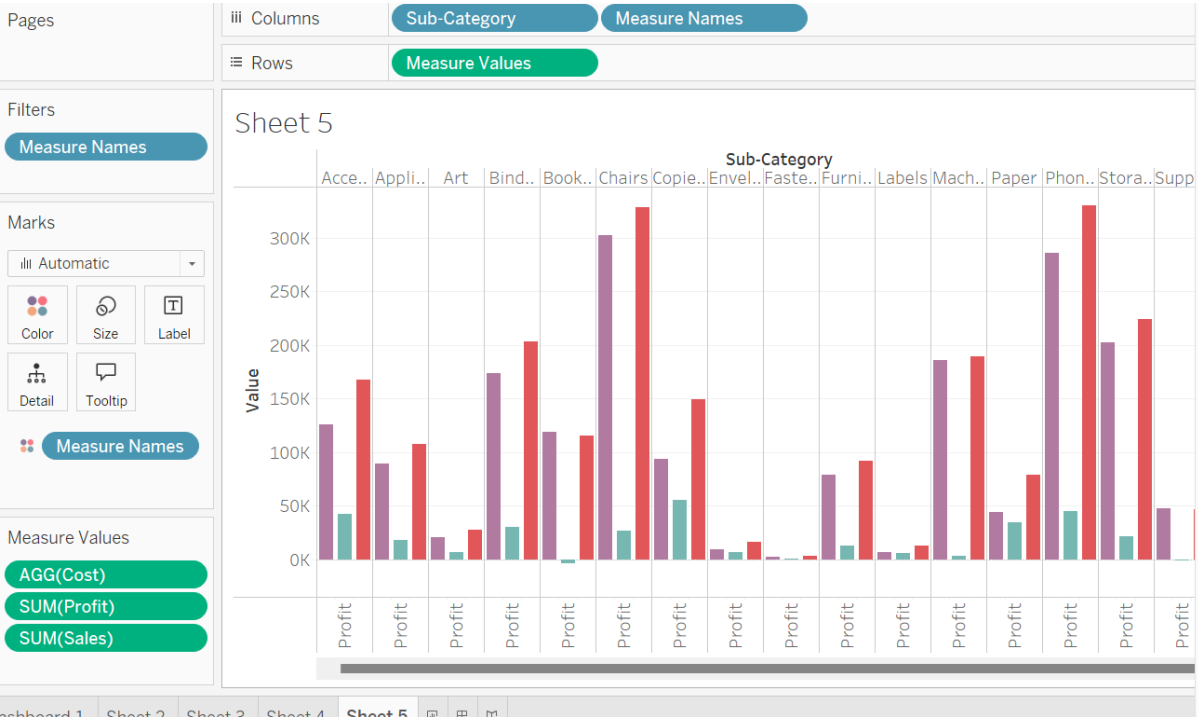 Pages
Columns Sub-Category Measure Names
Rows Measure Values
Filters
Measure Names
Marks
Automatic
Color Size Label
Detail Tooltip
Measure Names
Measure Values
AGG(Cost)
SUM(Profit)
SUM(Sales)
Sheet 5
Sub-Category
Acce.. Appli.. Art Bind.. Book.. Chairs Copie.. Envel.. Faste.. Furni.. Labels Mach.. Paper Phon.. Stora.. Supp
Value
300K
250K
200K
150K
100K
50K
0K
Profit Profit Profit Profit Profit Profit Profit Profit Profit Profit Profit Profit Profit Profit Profit Profit
ashboard 1 Sheet 2 Sheet 3 Sheet 4 Sheet 5